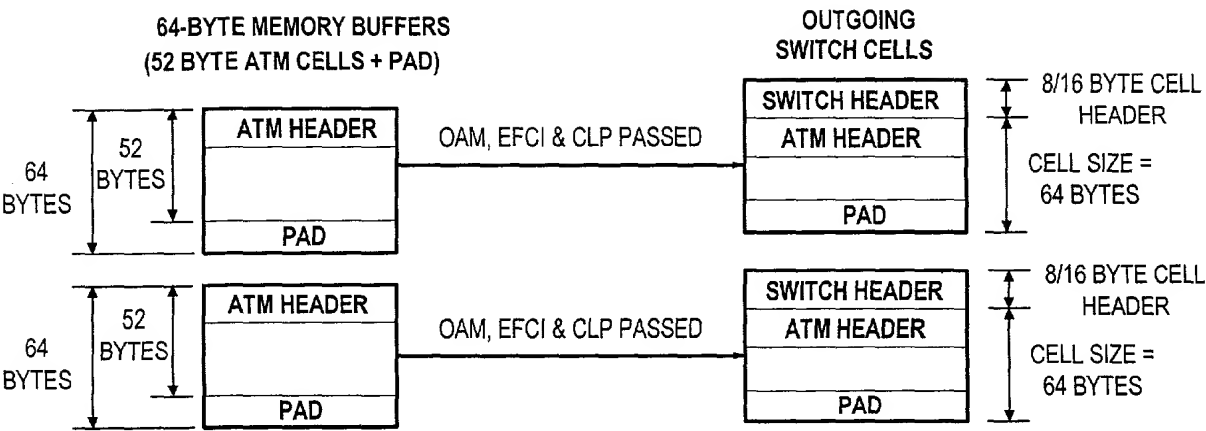 64-BYTE MEMORY BUFFERS
(52 BYTE ATM CELLS + PAD)
OUTGOING
SWITCH CELLS
64
BYTES
52
BYTES
ATM HEADER
PAD
OAM, EFCI & CLP PASSED
SWITCH HEADER
ATM HEADER
PAD
8/16 BYTE CELL
HEADER
CELL SIZE =
64 BYTES
64
BYTES
52
BYTES
ATM HEADER
PAD
OAM, EFCI & CLP PASSED
SWITCH HEADER
ATM HEADER
PAD
8/16 BYTE CELL
HEADER
CELL SIZE =
64 BYTES